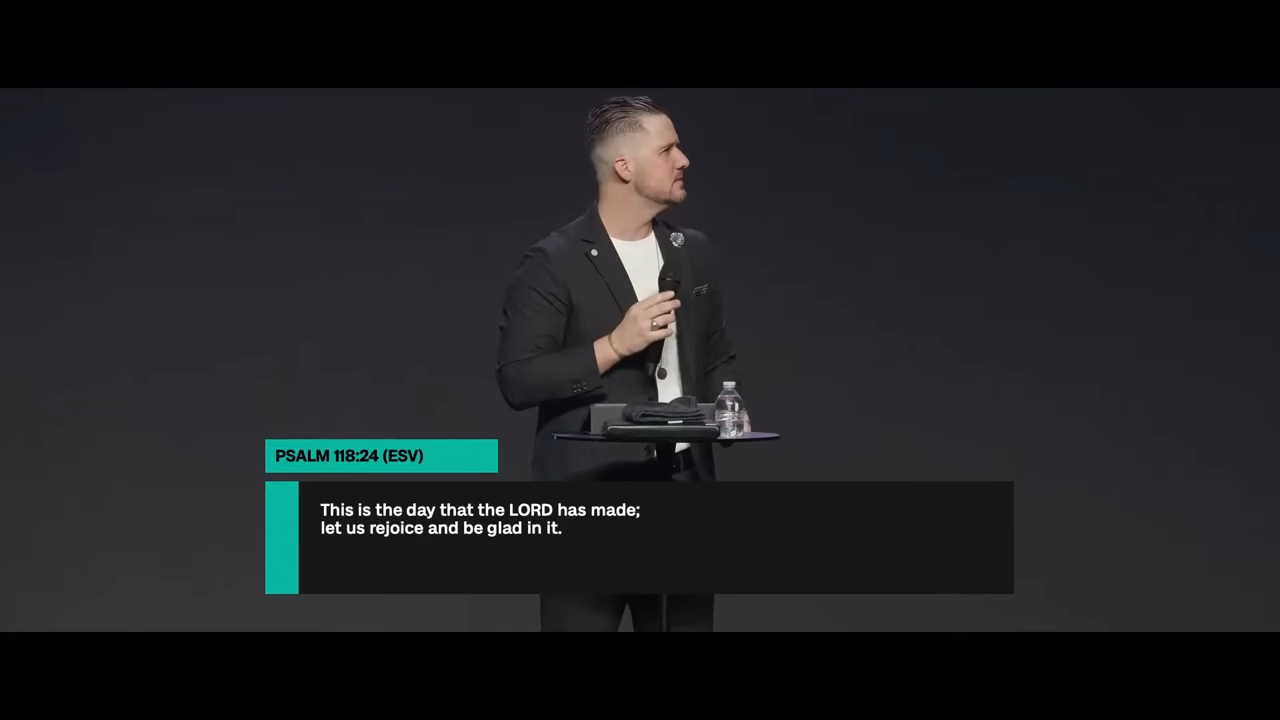 PSALM 118:24 (ESV)
This is the day that the LORD has made;
let us rejoice and be glad in it.